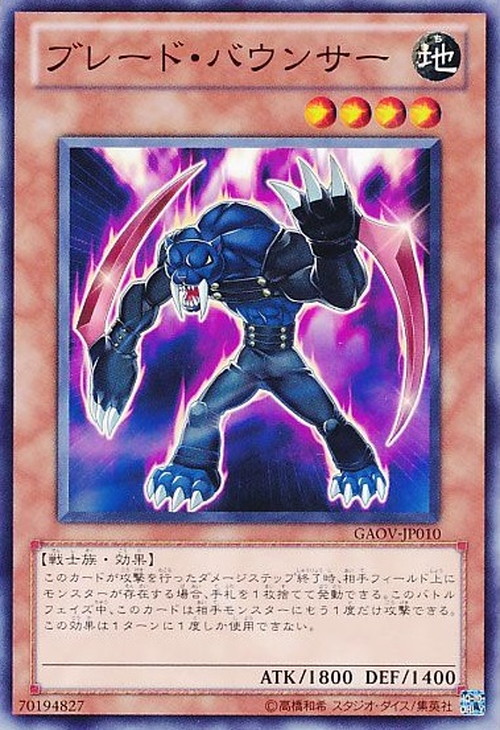 ブレード・バウンサー
地
GAOV-JP010
【戦士族・効果】
このカードが攻撃を行ったダメージステップ終了時、相手フィールド上に
モンスターが存在する場合、手札を1枚捨てて発動できる。このバトル
フェイズ中、このカードは相手モンスターにもう1度だけ攻撃できる。
この効果は1ターンに1度しか使用できない。
ATK/1800 DEF/1400
70194827
©高橋和希 スタジオ・ダイス/集英社